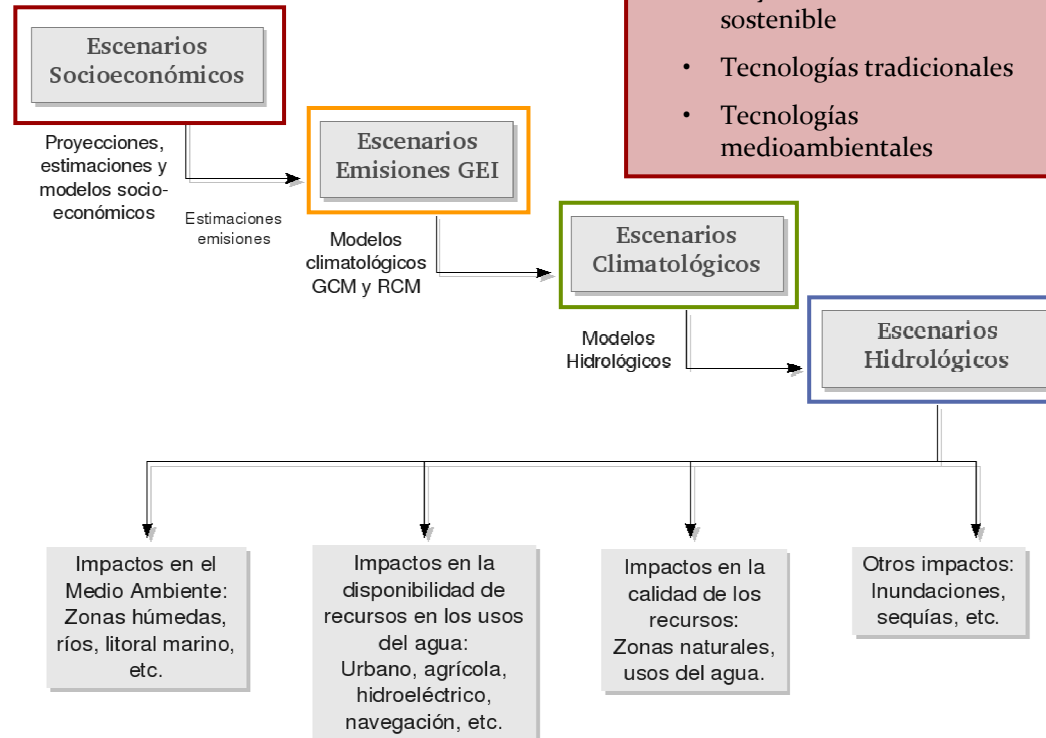 sostenible
• Tecnologías tradicionales
• Tecnologías
medioambientales
Escenarios
Socioeconómicos
Proyecciones,
estimaciones y
modelos socio-
económicos
Estimaciones
emisiones
Escenarios
Emisiones GEI
Modelos
climatológicos
GCM y RCM
Escenarios
Climatológicos
Modelos
Hidrológicos
Escenarios
Hidrológicos
Impactos en el
Medio Ambiente:
Zonas húmedas,
ríos, litoral marino,
etc.
Impactos en la
disponibilidad de
recursos en los usos
del agua:
Urbano, agrícola,
hidroeléctrico,
navegación, etc.
Impactos en la
calidad de los
recursos:
Zonas naturales,
usos del agua.
Otros impactos:
Inundaciones,
sequías, etc.